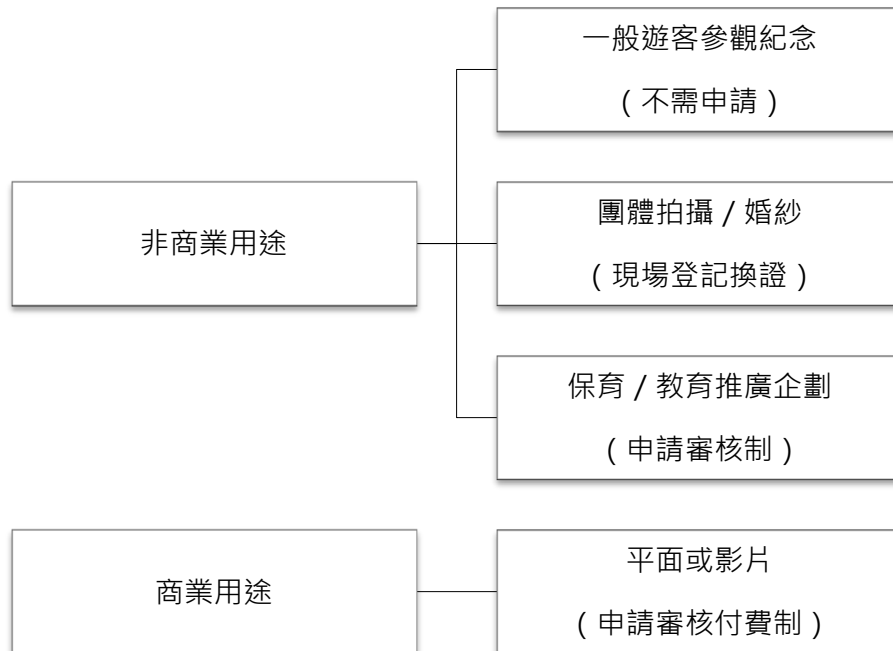 非商業用途
一般遊客參觀紀念
(不需申請)
團體拍攝/婚紗
(現場登記換證)
保育/教育推廣企劃
(申請審核制)
商業用途
平面或影片
(申請審核付費制)